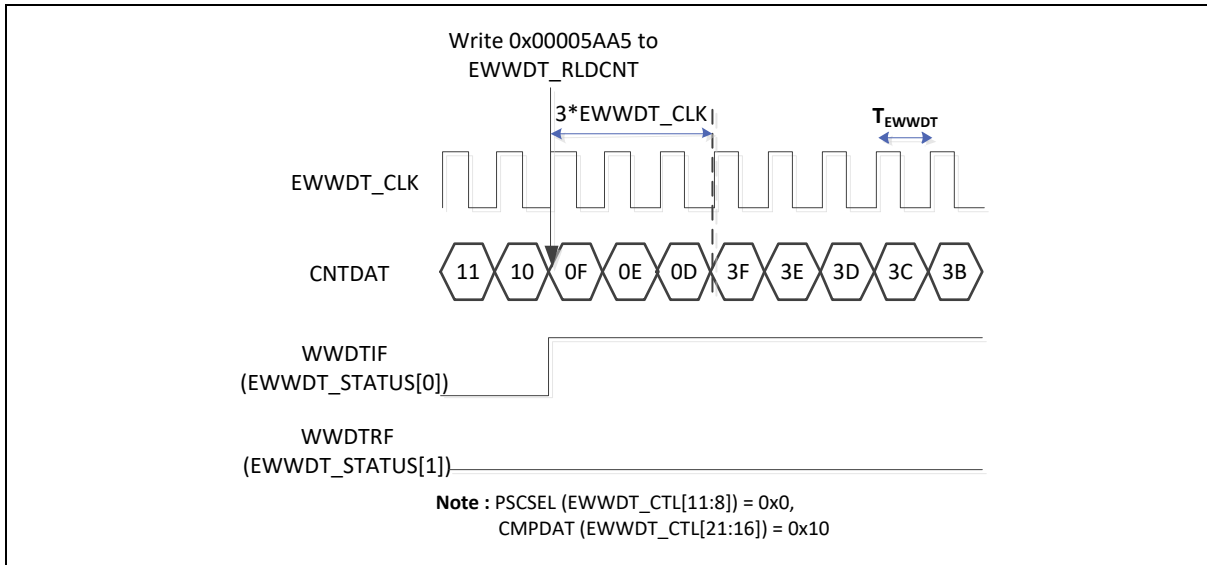 Write 0x00005AA5 to
EWWDT_RLDCNT
3*EWWDT_CLK
TEWWDT
EWWDT_CLK
CNTDAT
11 10 0F 0E 0D 3F 3E 3D 3C 3B
WWDTIF
(EWWDT_STATUS[0])
WWDTRF
(EWWDT_STATUS[1])
Note : PSCSEL (EWWDT_CTL[11:8]) = 0x0,
CMPDAT (EWWDT_CTL[21:16]) = 0x10